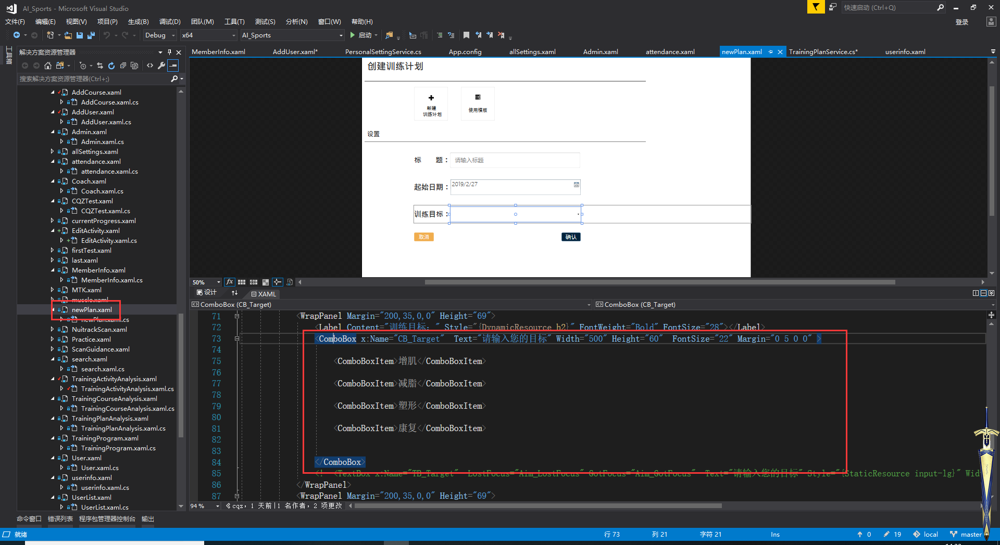 AI_Sports - Microsoft Visual Studio
快速启动 (Ctrl+Q)
文件(F) 编辑(E) 视图(V) 项目(P) 生成(B) 调试(D) 团队(M) 工具(T) 测试(S) 分析(N) 窗口(W) 帮助(H)
登录
Debug x64 AI_Sports 启动
工具箱
解决方案资源管理器
MemberInfo.xaml AddUser.xaml* PersonalSettingService.cs App.config allSettings.xaml Admin.xaml attendance.xaml newPlan.xaml TrainingPlanService.cs* userinfo.xaml
搜索解决方案资源管理器(Ctrl+;)
AddCourse.xaml
AddCourse.xaml.cs
AddUser.xaml
AddUser.xaml.cs
Admin.xaml
Admin.xaml.cs
allSettings.xaml
attendance.xaml
attendance.xaml.cs
Coach.xaml
Coach.xaml.cs
CQZTest.xaml
CQZTest.xaml.cs
currentProgress.xaml
EditActivity.xaml
EditActivity.xaml.cs
firstTest.xaml
last.xaml
MemberInfo.xaml
MemberInfo.xaml.cs
MTK.xaml
muscle.xaml
newPlan.xaml
newPlan.xaml.cs
NuitrackScan.xaml
Practice.xaml
ScanGuidance.xaml
search.xaml
search.xaml.cs
TrainingActivityAnalysis.xaml
TrainingActivityAnalysis.xaml.cs
TrainingCourseAnalysis.xaml
TrainingCourseAnalysis.xaml.cs
TrainingPlanAnalysis.xaml
TrainingPlanAnalysis.xaml.cs
TrainingProgram.xaml
TrainingProgram.xaml.cs
User.xaml
User.xaml.cs
userinfo.xaml
userinfo.xaml.cs
UserList.xaml
UserList.xaml.cs
创建训练计划
新建
训练计划
使用模板
设置
标 题： 请输入标题
起始日期： 2019/2/27
训练目标：
取消 确认
50% fx
设计 XAML
ComboBox (CB_Target) ComboBox (CB_Target)
71 <WrapPanel Margin="200,35,0,0" Height="69">
72 <Label Content="训练目标：" Style="{DynamicResource h2}" FontWeight="Bold" FontSize="28"></Label>
73 <ComboBox x:Name="CB_Target" Text="请输入您的目标" Width="500" Height="60" FontSize="22" Margin="0 5 0 0" >
74
75 <ComboBoxItem>增肌</ComboBoxItem>
76
77 <ComboBoxItem>减脂</ComboBoxItem>
78
79 <ComboBoxItem>塑形</ComboBoxItem>
80
81 <ComboBoxItem>康复</ComboBoxItem>
82
83
84 </ComboBox>
85 <!-- <TextBox x:Name="TB_Target" LostFocus="Aim_LostFocus" GotFocus="Aim_GotFocus" Text="请输入您的目标" Style="{StaticResource input-lg}" Wid
86 </WrapPanel>
87 <WrapPanel Margin="200,35,0,0" Height="69">
94 % cqz，1 天前|1 名作者，2 项更改
命令窗口 错误列表 程序包管理器控制台 输出
就绪 行 73 列 21 字符 21 Ins 0 19 local master